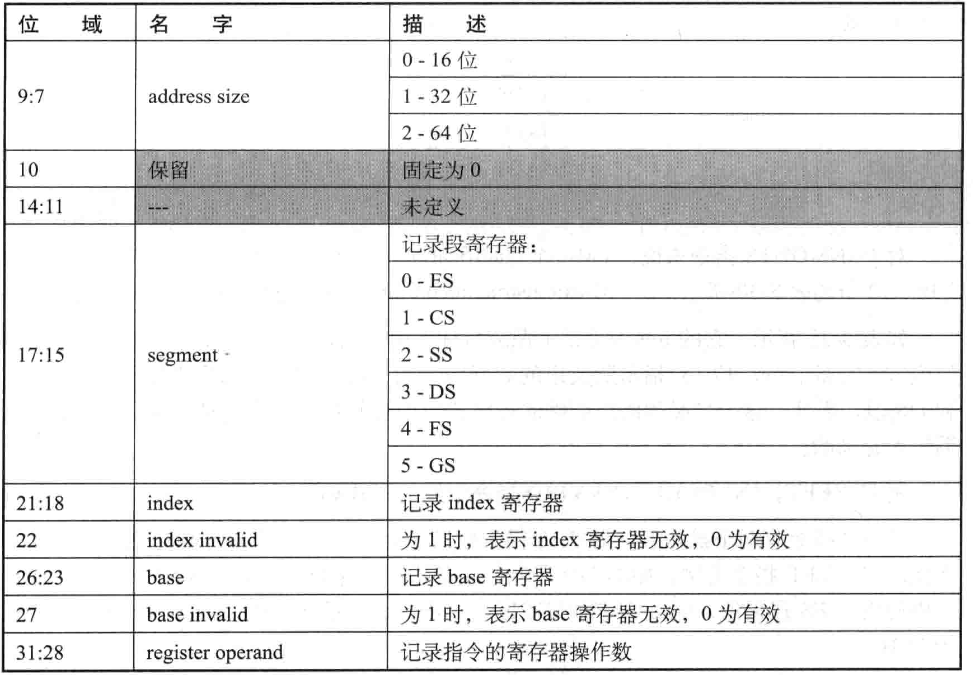 位 域 名 字 描 述
0 - 16 位
9:7 address size 1 - 32 位
2 - 64 位
10 保留 固定为 0
14:11 --- 未定义
记录段寄存器：
0 - ES
1 - CS
2 - SS
17:15 segment
3 - DS
4 - FS
5 - GS
21:18 index 记录 index 寄存器
22 index invalid 为 1 时，表示 index 寄存器无效，0 为有效
26:23 base 记录 base 寄存器
27 base invalid 为 1 时，表示 base 寄存器无效，0 为有效
31:28 register operand 记录指令的寄存器操作数